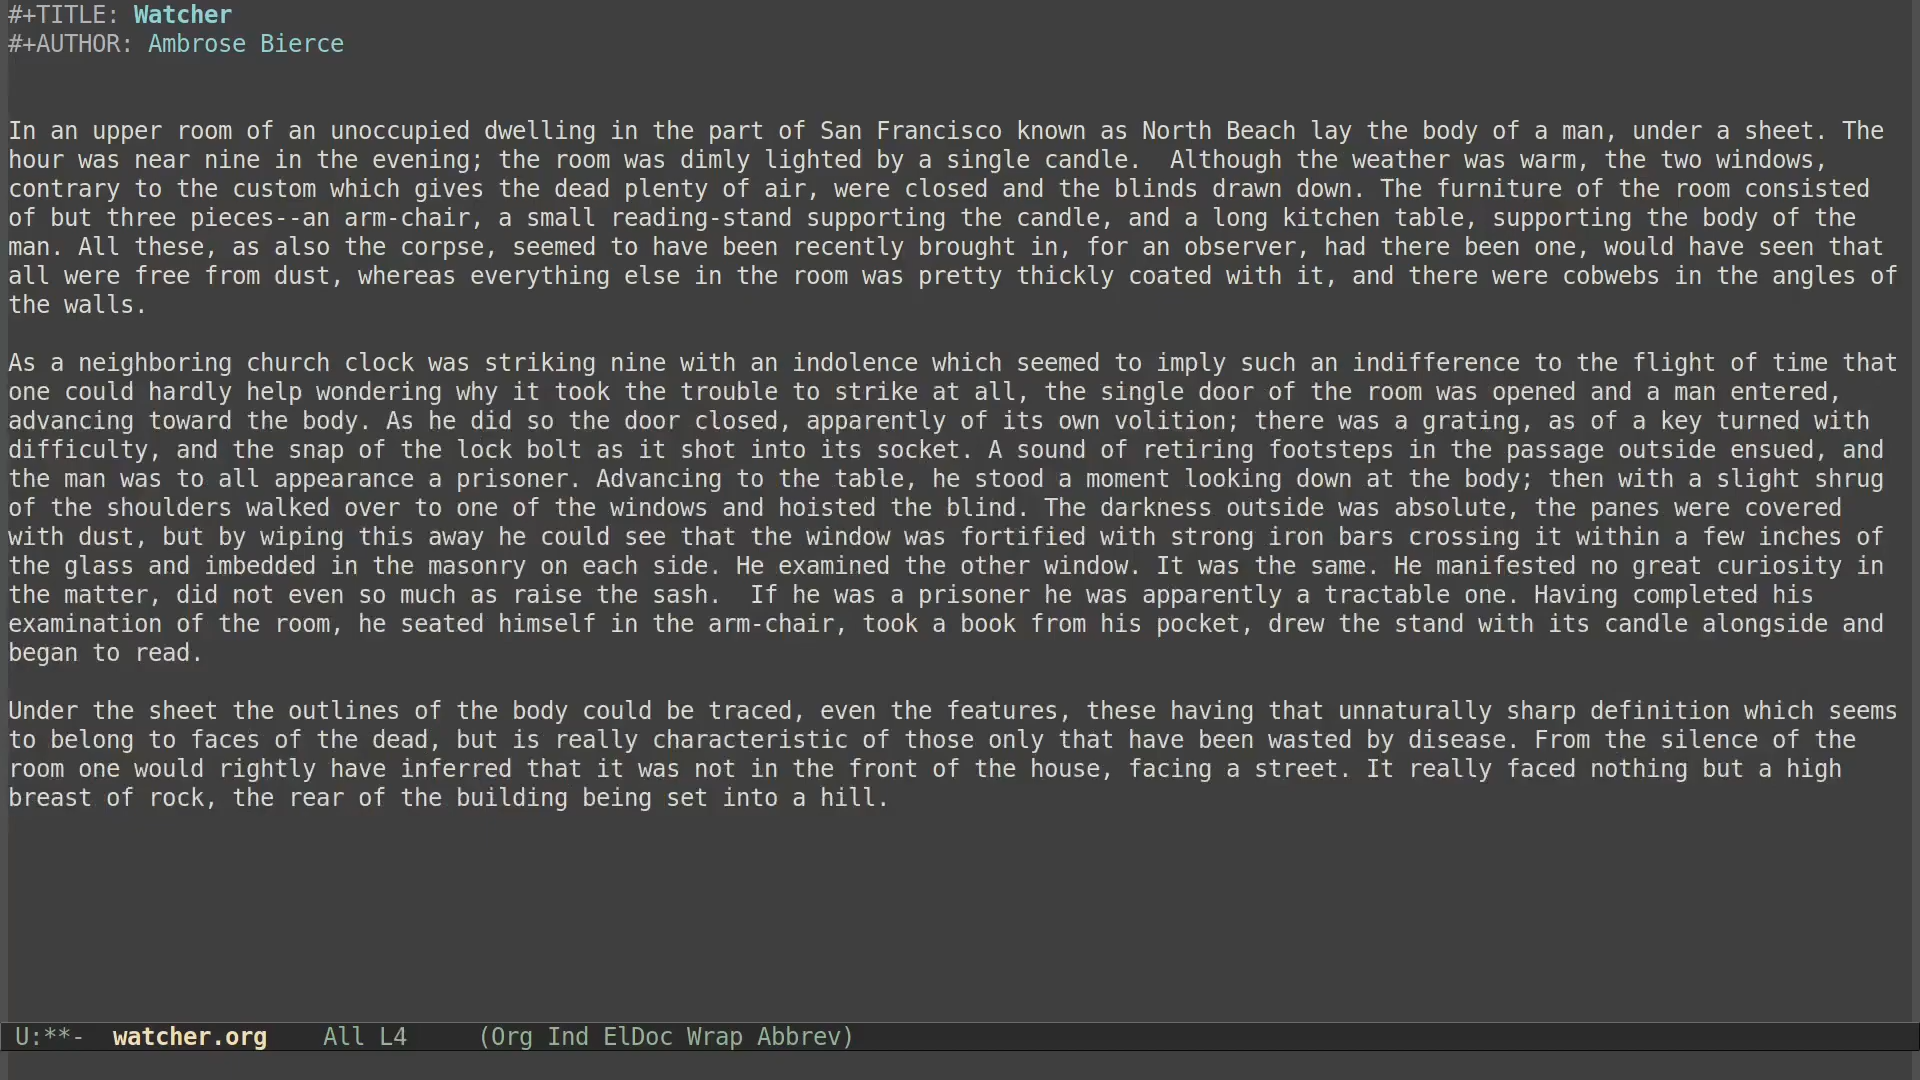 #+TITLE: Watcher
#+AUTHOR: Ambrose Bierce
In an upper room of an unoccupied dwelling in the part of San Francisco known as North Beach lay the body of a man, under a sheet. The
hour was near nine in the evening; the room was dimly lighted by a single candle.  Although the weather was warm, the two windows,
contrary to the custom which gives the dead plenty of air, were closed and the blinds drawn down. The furniture of the room consisted
of but three pieces--an arm-chair, a small reading-stand supporting the candle, and a long kitchen table, supporting the body of the
man. All these, as also the corpse, seemed to have been recently brought in, for an observer, had there been one, would have seen that
all were free from dust, whereas everything else in the room was pretty thickly coated with it, and there were cobwebs in the angles of
the walls.
As a neighboring church clock was striking nine with an indolence which seemed to imply such an indifference to the flight of time that
one could hardly help wondering why it took the trouble to strike at all, the single door of the room was opened and a man entered,
advancing toward the body. As he did so the door closed, apparently of its own volition; there was a grating, as of a key turned with
difficulty, and the snap of the lock bolt as it shot into its socket. A sound of retiring footsteps in the passage outside ensued, and
the man was to all appearance a prisoner. Advancing to the table, he stood a moment looking down at the body; then with a slight shrug
of the shoulders walked over to one of the windows and hoisted the blind. The darkness outside was absolute, the panes were covered
with dust, but by wiping this away he could see that the window was fortified with strong iron bars crossing it within a few inches of
the glass and imbedded in the masonry on each side. He examined the other window. It was the same. He manifested no great curiosity in
the matter, did not even so much as raise the sash.  If he was a prisoner he was apparently a tractable one. Having completed his
examination of the room, he seated himself in the arm-chair, took a book from his pocket, drew the stand with its candle alongside and
began to read.
Under the sheet the outlines of the body could be traced, even the features, these having that unnaturally sharp definition which seems
to belong to faces of the dead, but is really characteristic of those only that have been wasted by disease. From the silence of the
room one would rightly have inferred that it was not in the front of the house, facing a street. It really faced nothing but a high
breast of rock, the rear of the building being set into a hill.
U:**-  watcher.org    All L4     (Org Ind ElDoc Wrap Abbrev)